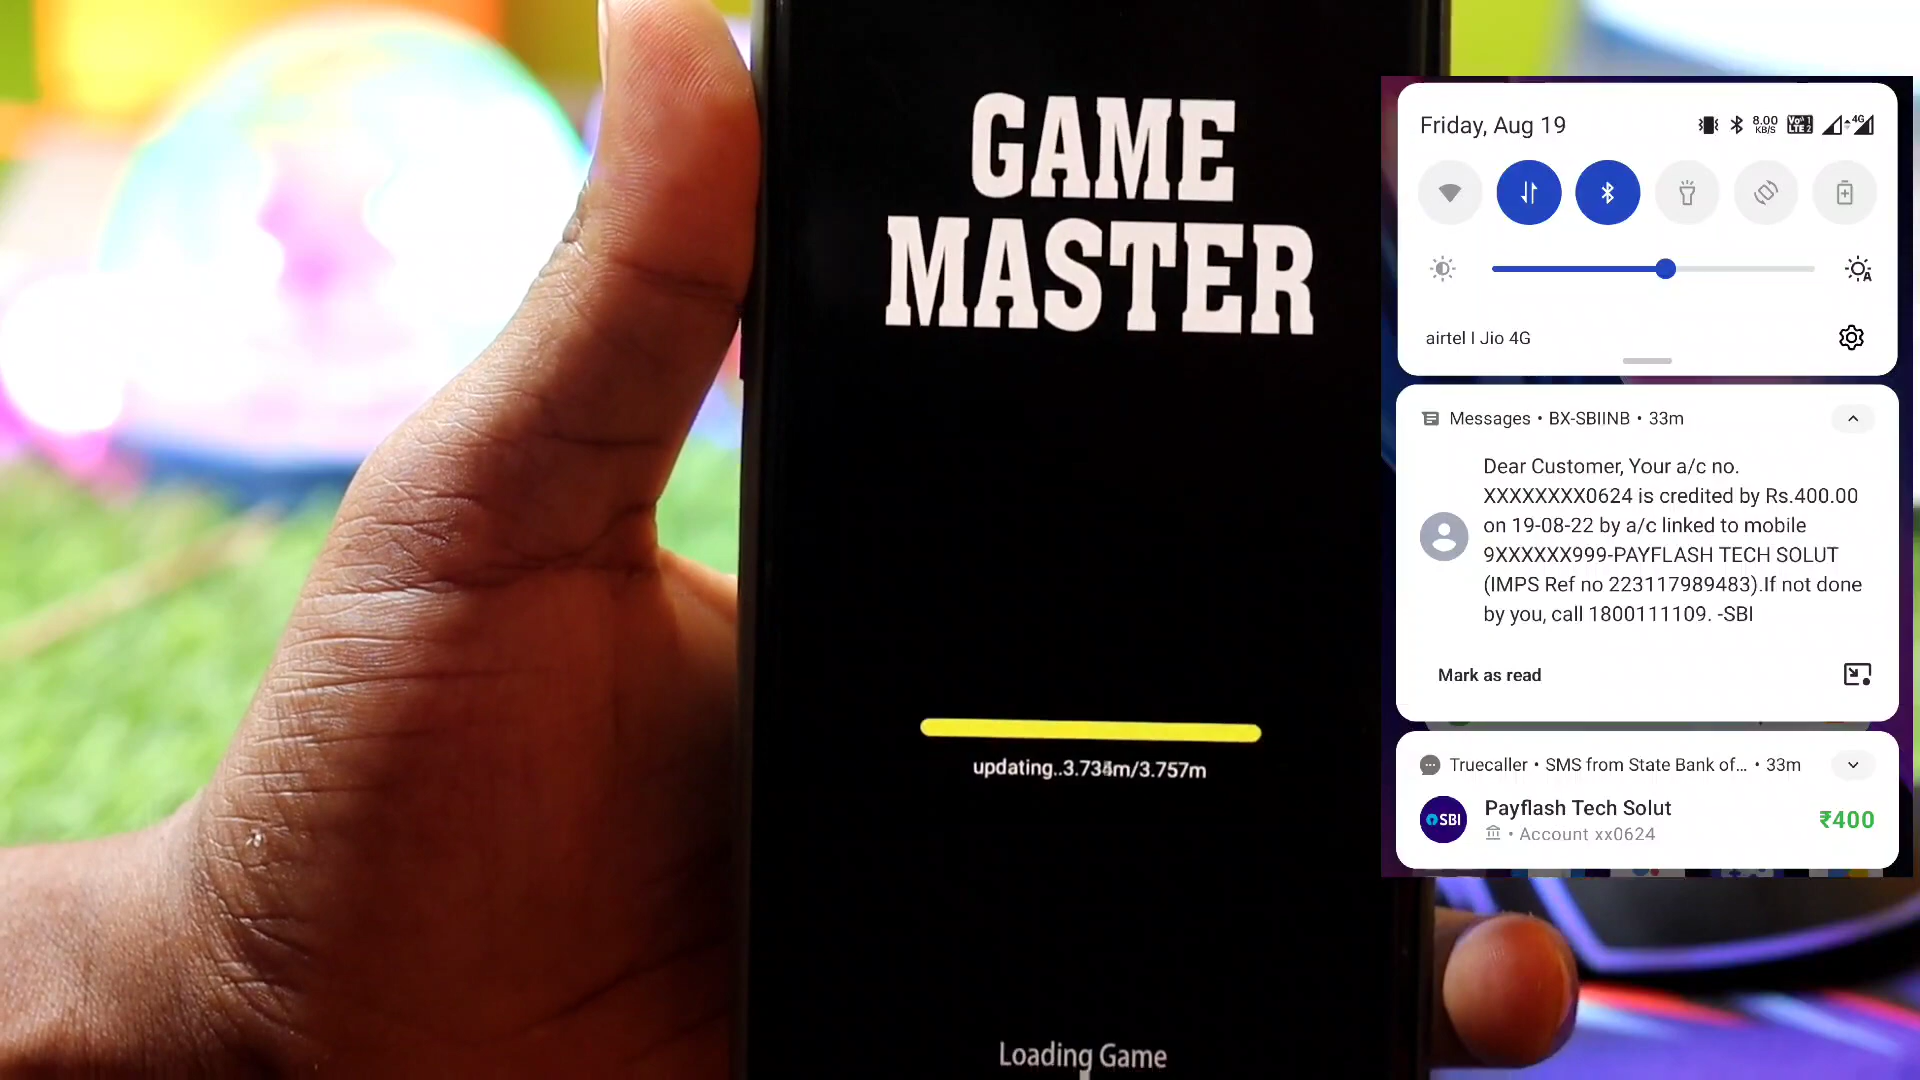 GAME
MASTER
updating..3.734m/3.757m
Loading Game
Friday, Aug 19
8.00
KB/S
4G
airtel | Jio 4G
Messages • BX-SBIINB • 33m
Dear Customer, Your a/c no.
XXXXXXXX0624 is credited by Rs.400.00
on 19-08-22 by a/c linked to mobile
9XXXXXX999-PAYFLASH TECH SOLUT
(IMPS Ref no 223117989483).If not done
by you, call 1800111109. -SBI
Mark as read
Truecaller • SMS from State Bank of... • 33m
SBI
Payflash Tech Solut
• Account xx0624
₹400